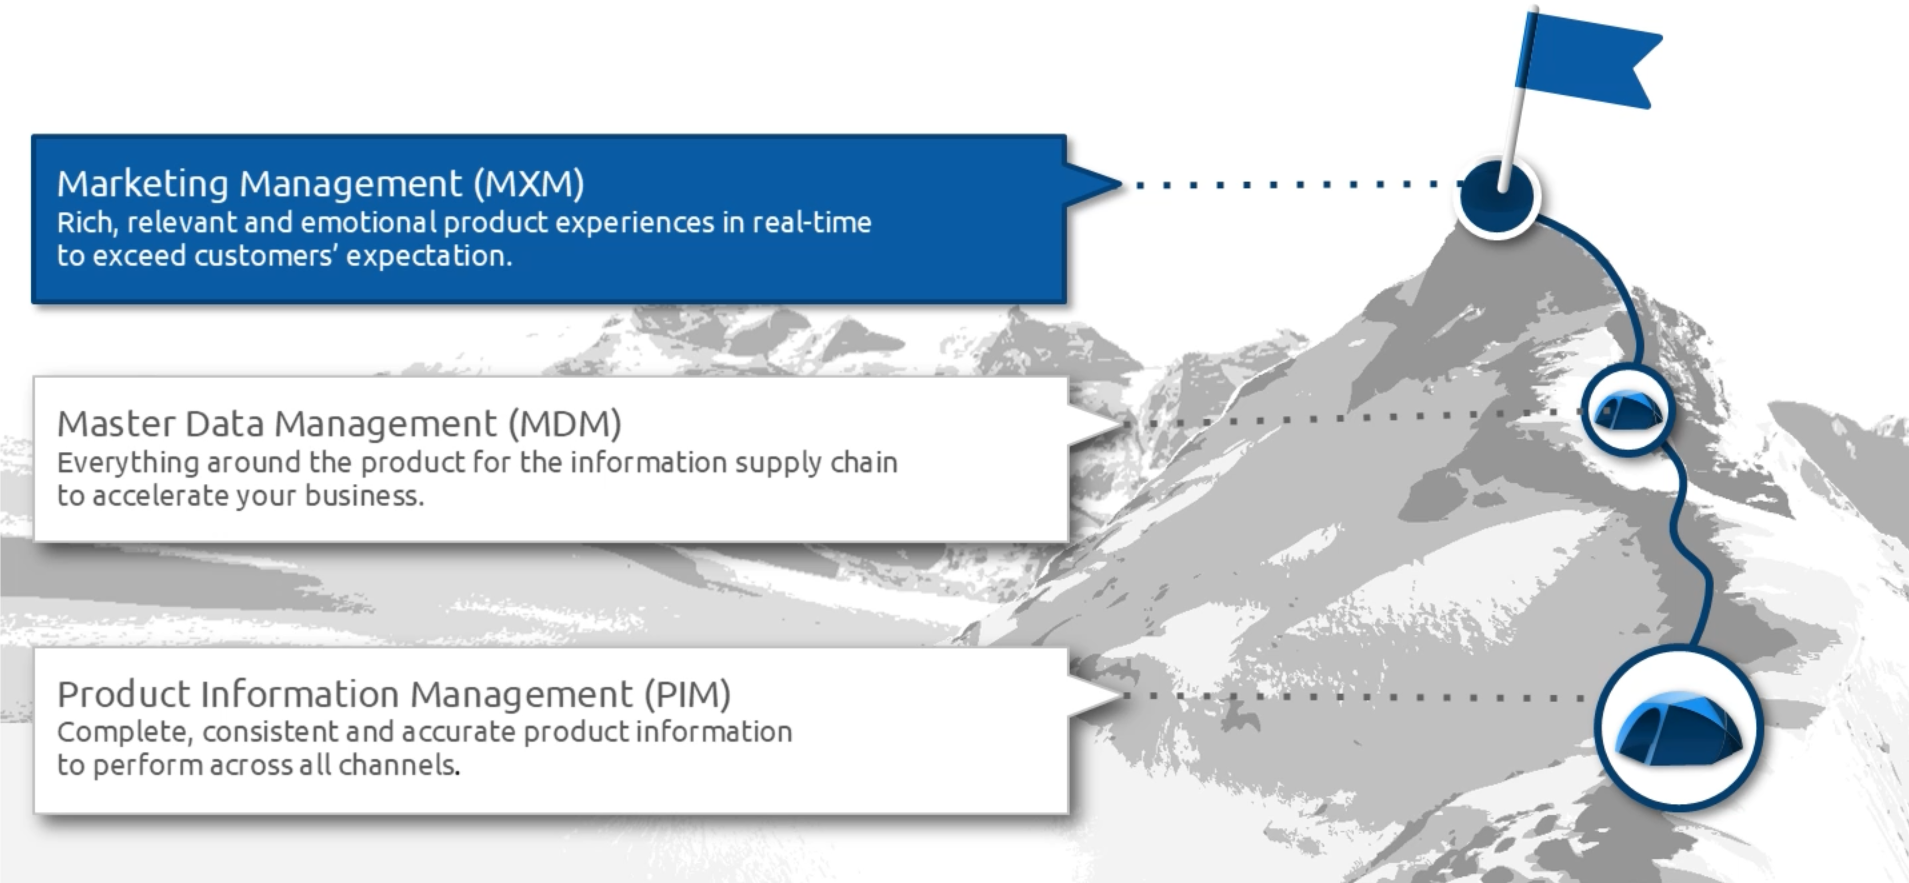 Marketing Management (MXM)
Rich, relevant and emotional product experiences in real-time
to exceed customers’ expectation.
Master Data Management (MDM)
Everything around the product for the information supply chain
to accelerate your business.
Product Information Management (PIM)
Complete, consistent and accurate product information
to perform across all channels.